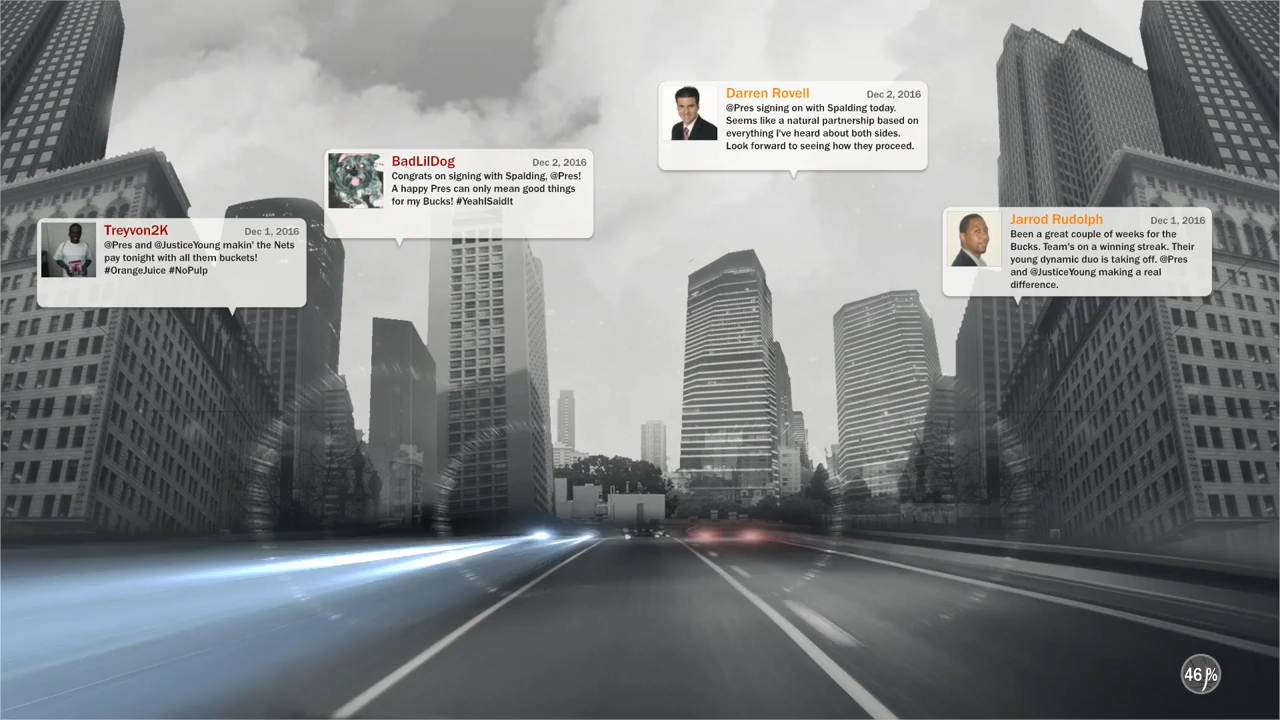 Treyvon2K Dec 1, 2016
@Pres and @JusticeYoung makin' the Nets
pay tonight with all them buckets!
#OrangeJuice #NoPulp
BadLilDog Dec 2, 2016
Congrats on signing with Spalding, @Pres!
A happy Pres can only mean good things
for my Bucks! #YeahISaidIt
Darren Rovell Dec 2, 2016
@Pres signing on with Spalding today.
Seems like a natural partnership based on
everything I've heard about both sides.
Look forward to seeing how they proceed.
Jarrod Rudolph Dec 1, 2016
Been a great couple of weeks for the
Bucks. Team's on a winning streak. Their
young dynamic duo is taking off. @Pres
and @JusticeYoung making a real
difference.
46%